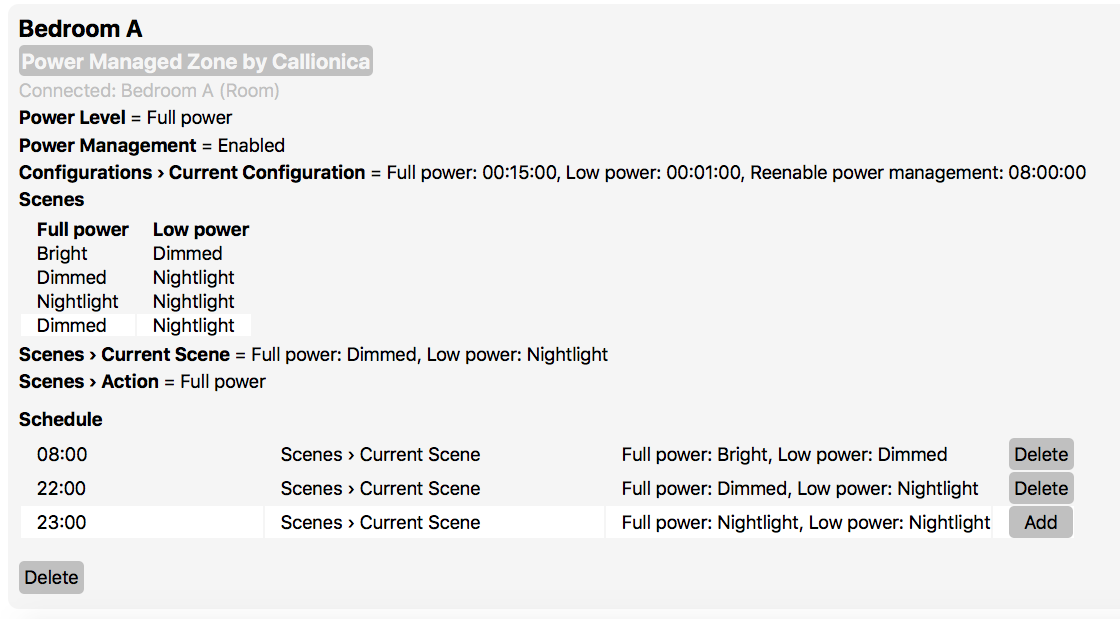 Bedroom A
Power Managed Zone by Callionica
Connected: Bedroom A (Room)
Power Level = Full power
Power Management = Enabled
Configurations › Current Configuration = Full power: 00:15:00, Low power: 00:01:00, Reenable power management: 08:00:00
Scenes
Full power Low power
Bright Dimmed
Dimmed Nightlight
Nightlight Nightlight
Dimmed Nightlight
Scenes › Current Scene = Full power: Dimmed, Low power: Nightlight
Scenes › Action = Full power
Schedule
08:00 Scenes › Current Scene Full power: Bright, Low power: Dimmed Delete
22:00 Scenes › Current Scene Full power: Dimmed, Low power: Nightlight Delete
23:00 Scenes › Current Scene Full power: Nightlight, Low power: Nightlight Add
Delete